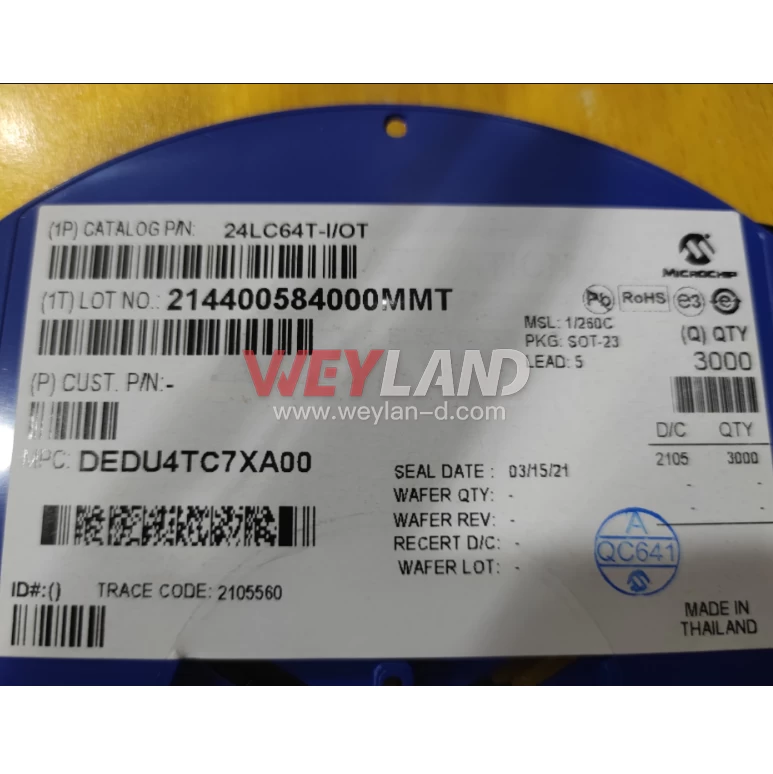 (1P) CATALOG P/N: 24LC64T-I/OT
MICROCHIP
(1T) LOT NO.: 214400584000MMT
Pb RoHS e3 e
MSL: 1/260C
PKG: SOT-23
LEAD: 5
(Q) QTY
3000
(P) CUST. P/N:-
WEYLAND
www.weylan-d.com
MPC: DEDU4TC7XA00
D/C QTY
2105 3000
- -
- -
SEAL DATE : 03/15/21
WAFER QTY: -
WAFER REV: -
RECERT D/C: -
WAFER LOT: -
A
QC641
ID#:() TRACE CODE: 2105560
MADE IN
THAILAND